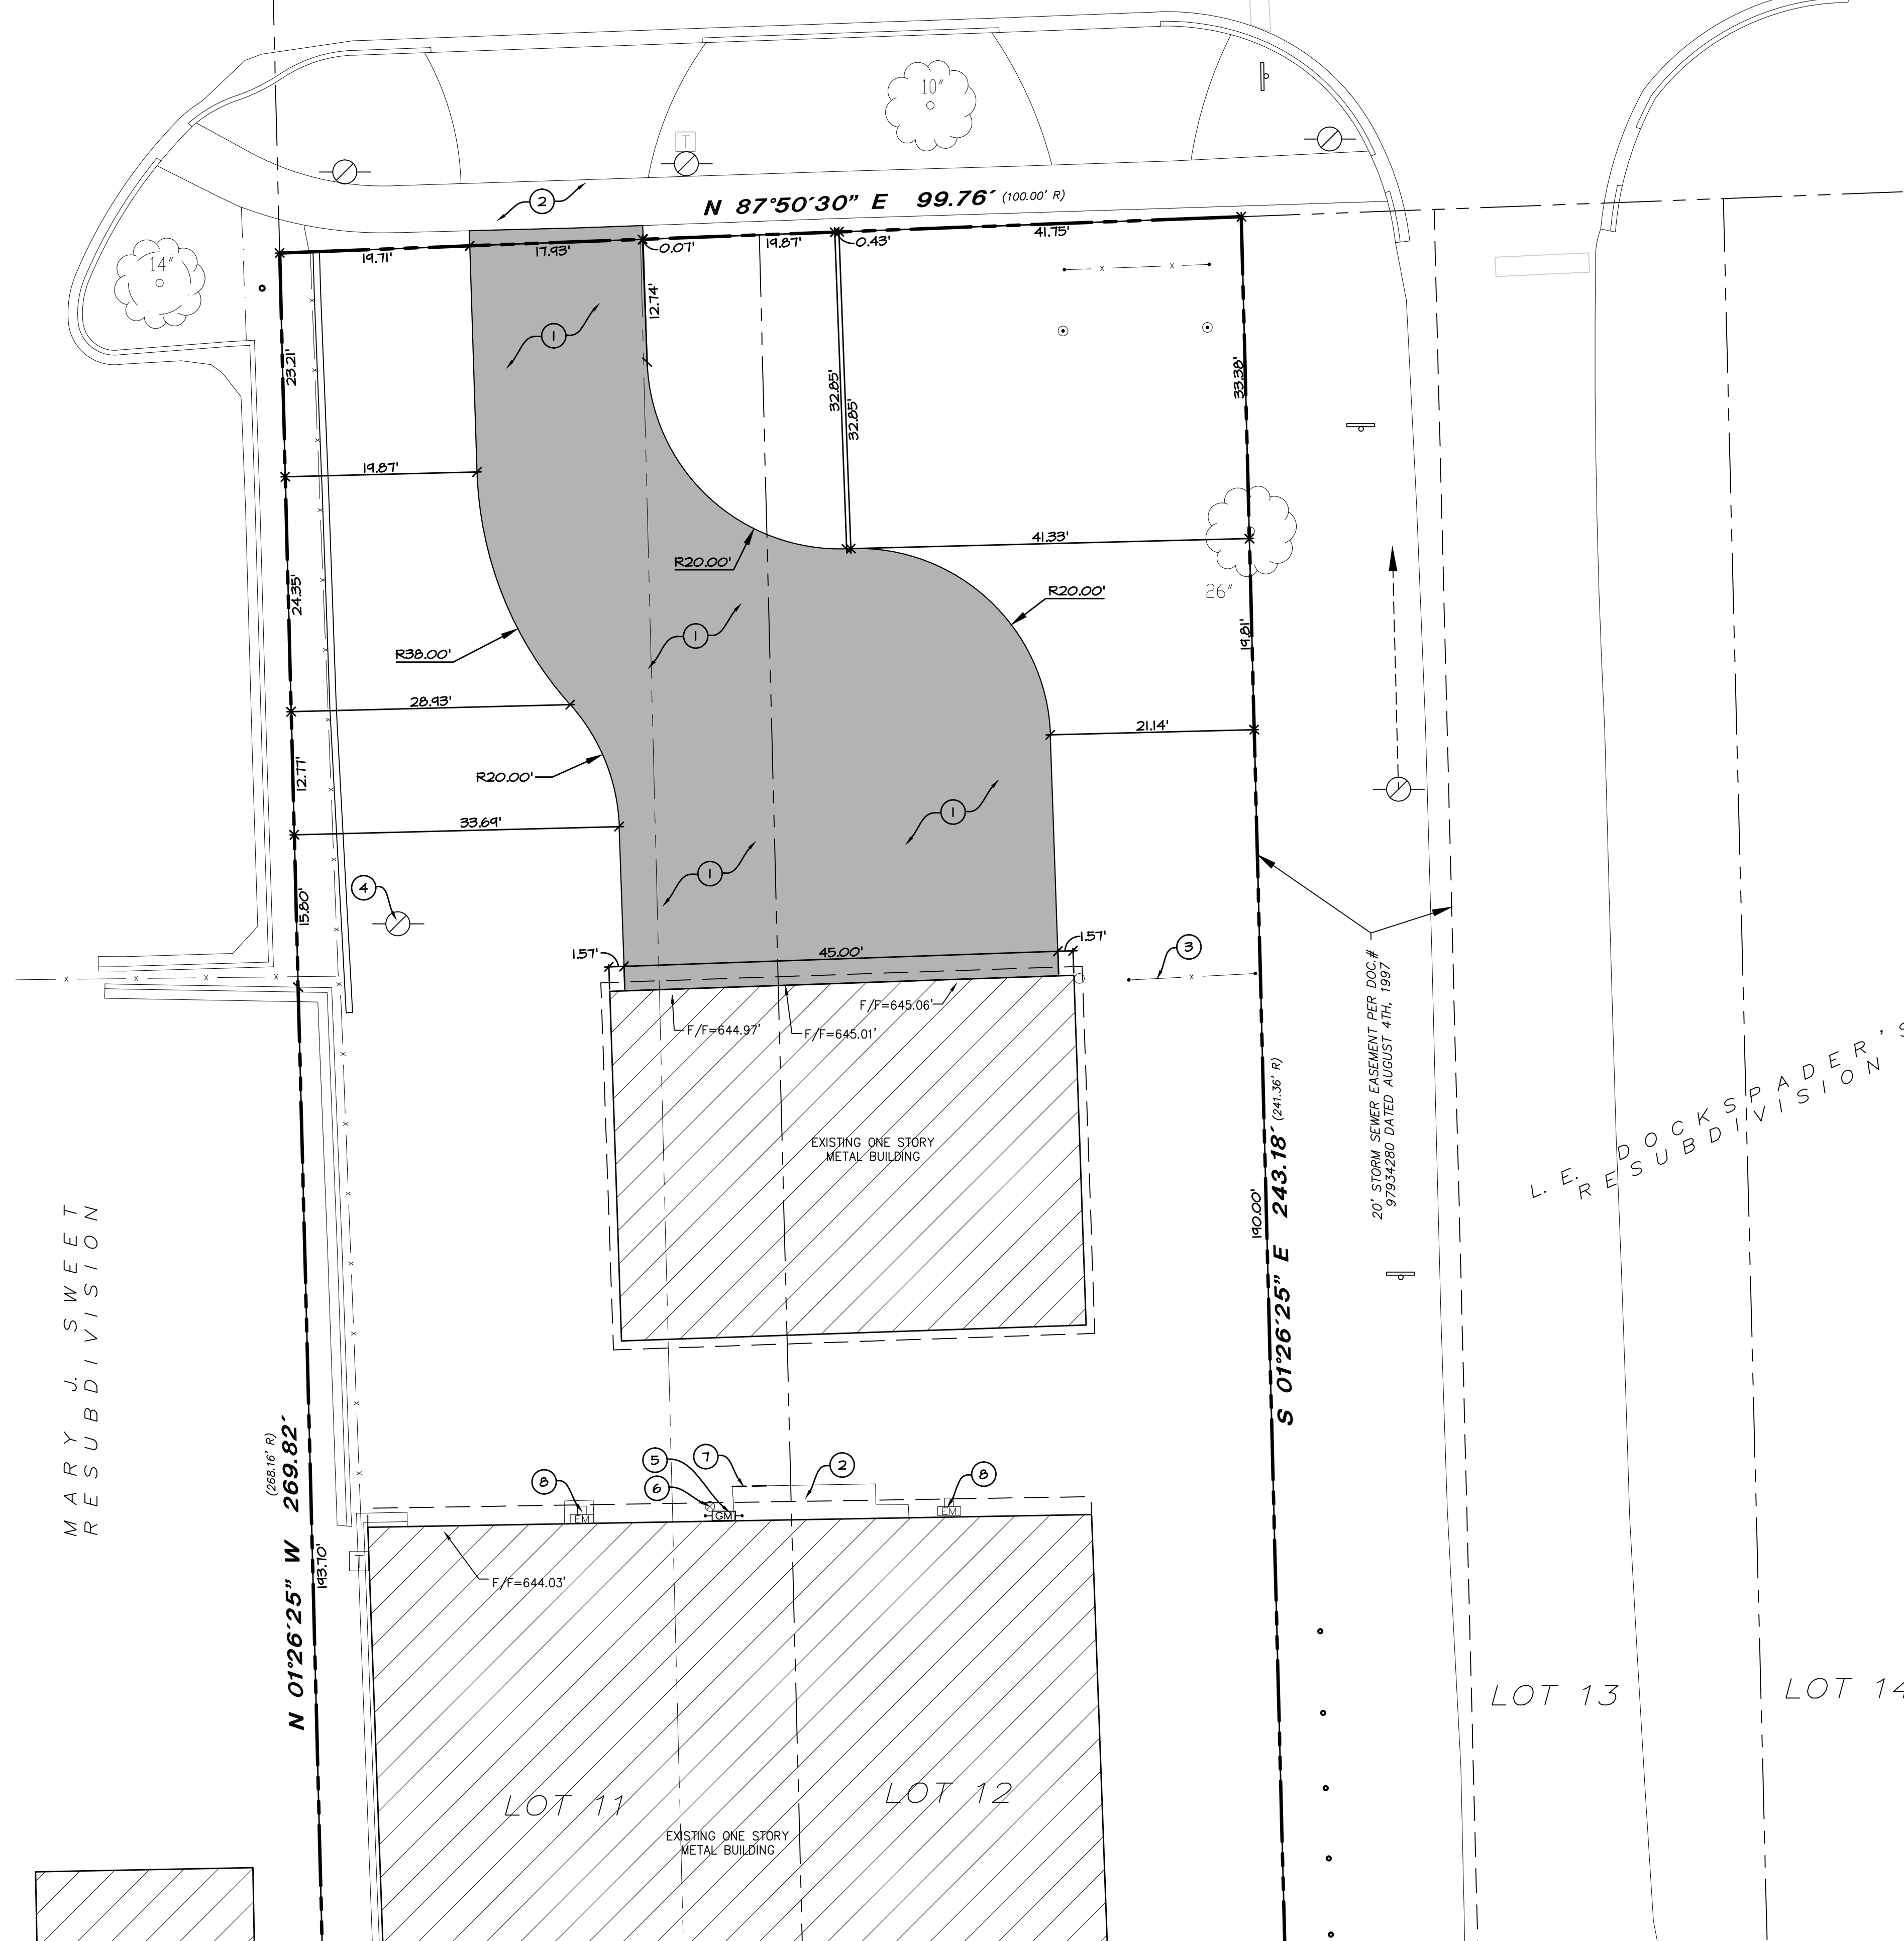 10"
T
2
N 87°50´30” E 99.76´ (100.00' R)
14"
19.71'
17.93'
0.07'
19.87'
0.43'
41.75'
12.74'
1
23.21'
32.85'
32.85'
33.38'
19.87'
41.33'
R20.00'
R20.00'
26"
24.35'
1
19.81'
R38.00'
28.93'
21.14'
R20.00'
12.77'
33.69'
1
1
4
15.80'
1.57'
45.00'
1.57'
3
F/F=645.06'
F/F=644.97'
F/F=645.01'
20' STORM SEWER EASEMENT PER DOC.#
97934280 DATED AUGUST 4TH, 1997
L. E. DOCKSPADER'S
RESUBDIVISION
EXISTING ONE STORY
METAL BUILDING
190.00'
S 01°26´25” E 243.18´ (241.36' R)
MARY J. SWEET
RESUBDIVISION
(268.16' R)
N 01°26´25” W 269.82´
193.70'
8
5
7
6
2
8
EM
GM
EM
T
F/F=644.03'
LOT 13
LOT 14
LOT 11
LOT 12
EXISTING ONE STORY
METAL BUILDING